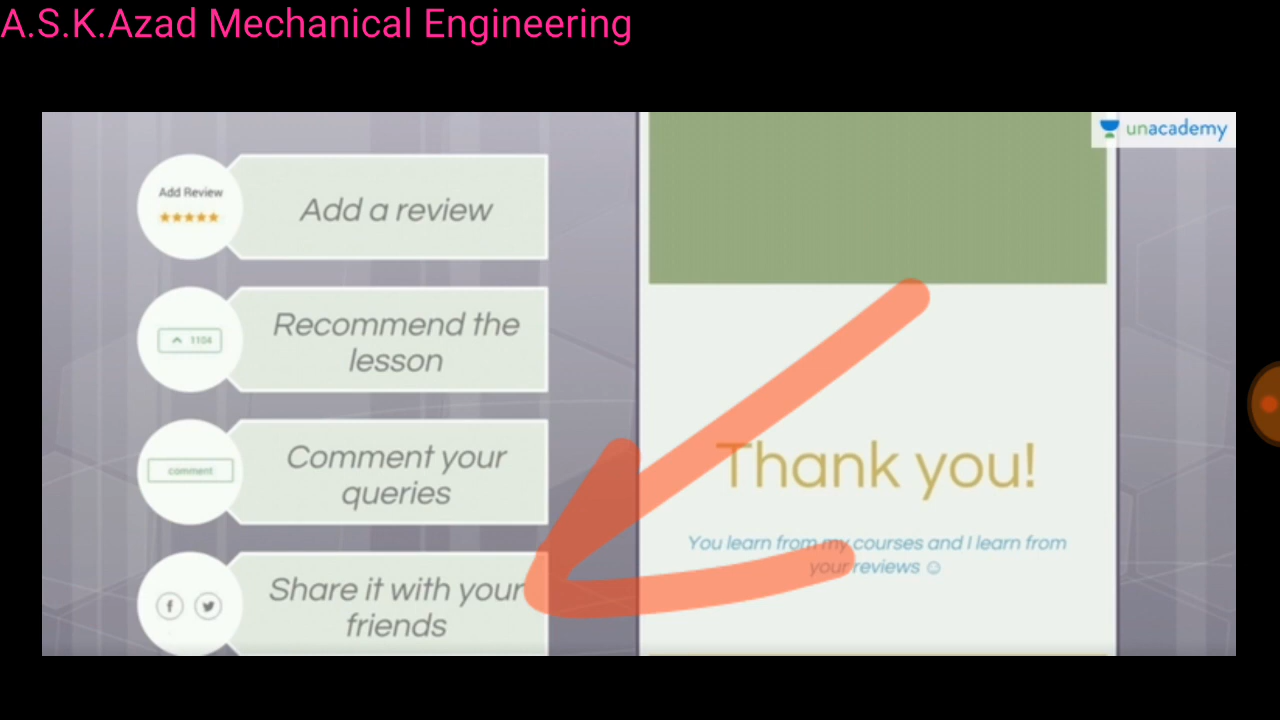 A.S.K.Azad Mechanical Engineering
unacademy
Add Review
Add a review
1104
Recommend the
lesson
comment
Comment your
queries
Share it with your
friends
Thank you!
You learn from my courses and I learn from
your reviews ☺